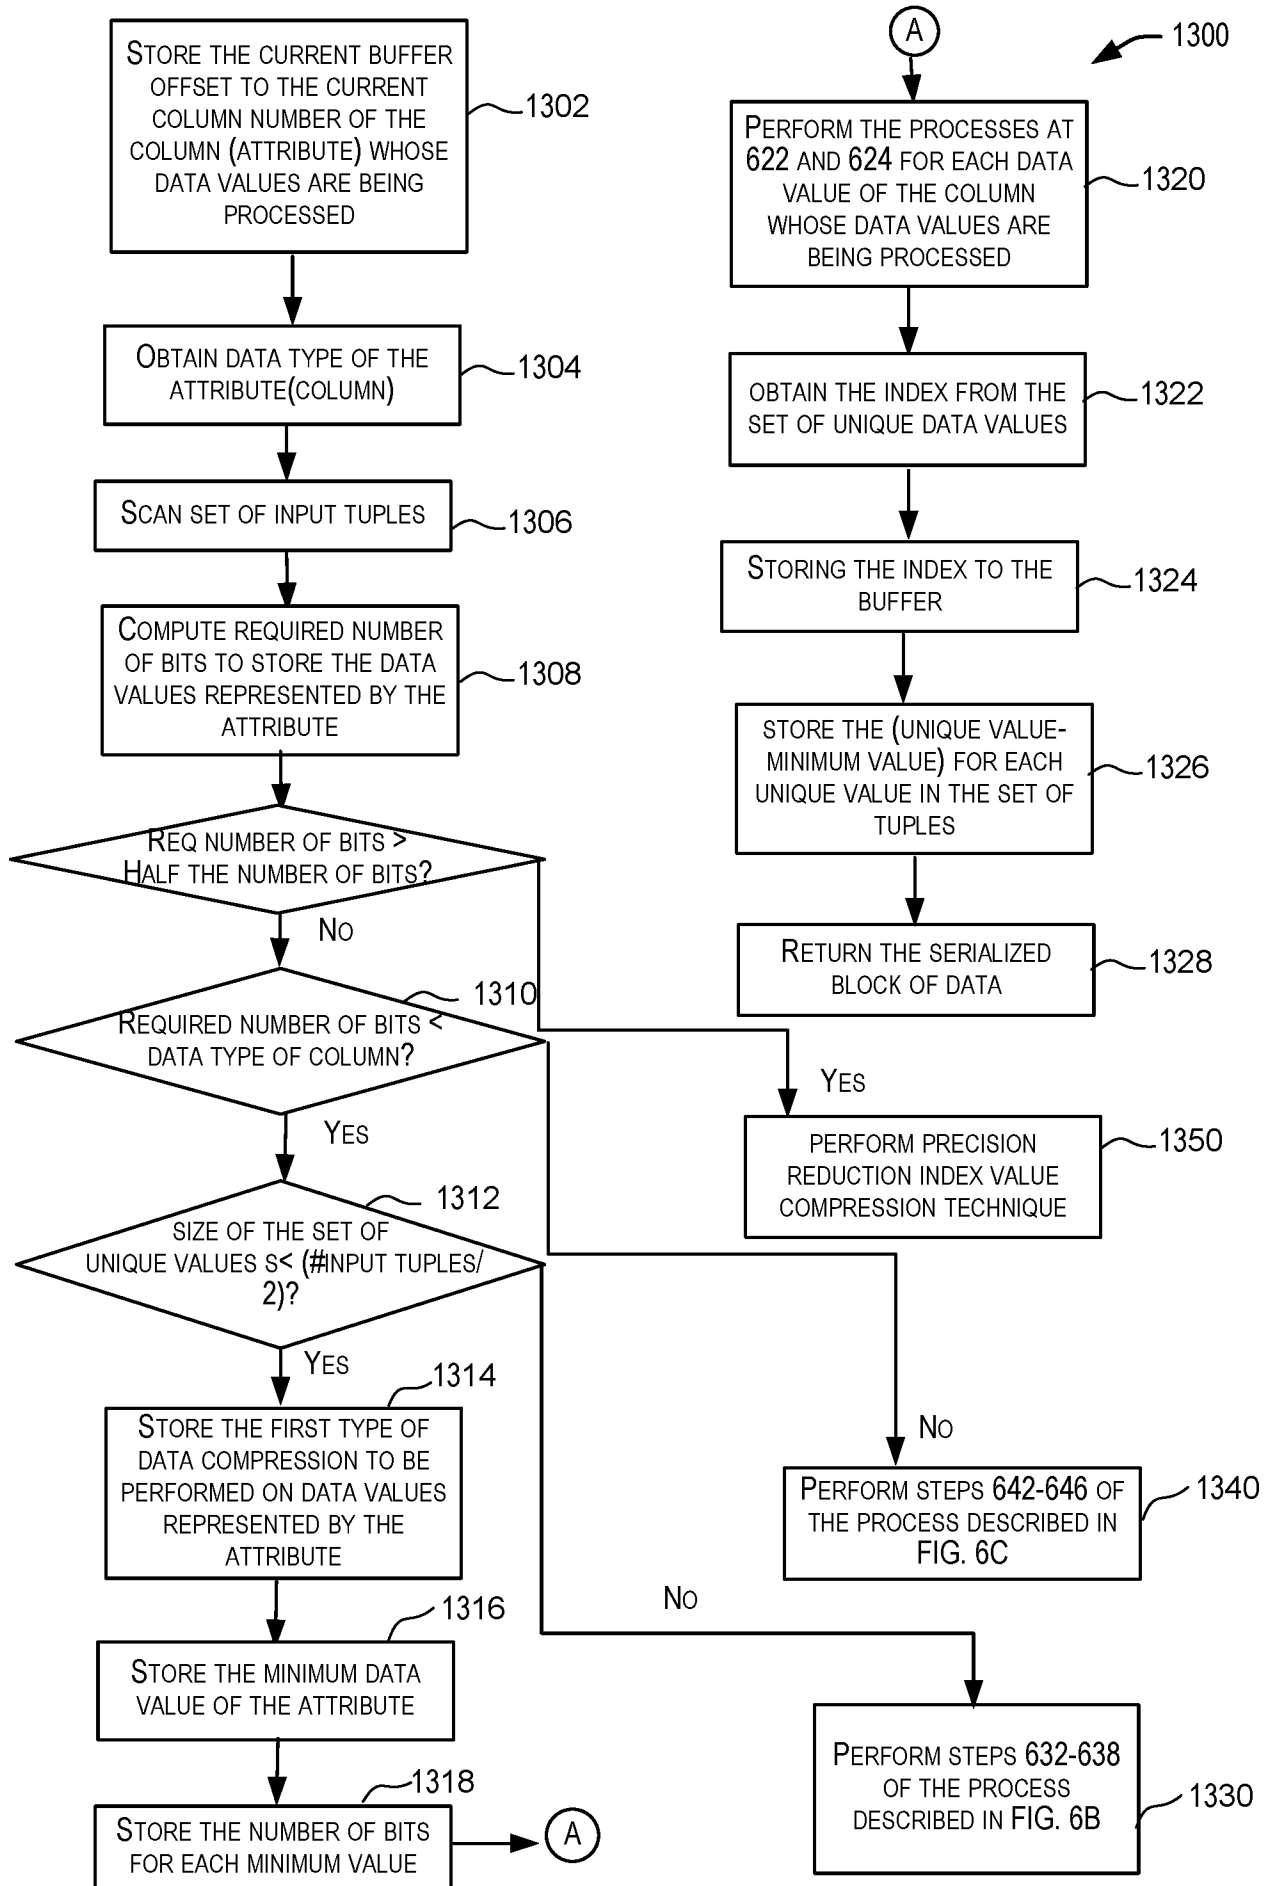 STORE THE CURRENT BUFFER
OFFSET TO THE CURRENT
COLUMN NUMBER OF THE
COLUMN (ATTRIBUTE) WHOSE
DATA VALUES ARE BEING
PROCESSED
1302
OBTAIN DATA TYPE OF THE
ATTRIBUTE(COLUMN)
1304
SCAN SET OF INPUT TUPLES
1306
COMPUTE REQUIRED NUMBER
OF BITS TO STORE THE DATA
VALUES REPRESENTED BY THE
ATTRIBUTE
1308
REQ NUMBER OF BITS >
HALF THE NUMBER OF BITS?
NO
1310
REQUIRED NUMBER OF BITS <
DATA TYPE OF COLUMN?
YES
1312
SIZE OF THE SET OF
UNIQUE VALUES S< (#INPUT TUPLES/
2)?
YES
1314
STORE THE FIRST TYPE OF
DATA COMPRESSION TO BE
PERFORMED ON DATA VALUES
REPRESENTED BY THE
ATTRIBUTE
1316
STORE THE MINIMUM DATA
VALUE OF THE ATTRIBUTE
1318
STORE THE NUMBER OF BITS
FOR EACH MINIMUM VALUE
A
A
1300
PERFORM THE PROCESSES AT
622 AND 624 FOR EACH DATA
VALUE OF THE COLUMN
WHOSE DATA VALUES ARE
BEING PROCESSED
1320
OBTAIN THE INDEX FROM THE
SET OF UNIQUE DATA VALUES
1322
STORING THE INDEX TO THE
BUFFER
1324
STORE THE (UNIQUE VALUE-
MINIMUM VALUE) FOR EACH
UNIQUE VALUE IN THE SET OF
TUPLES
1326
RETURN THE SERIALIZED
BLOCK OF DATA
1328
YES
PERFORM PRECISION
REDUCTION INDEX VALUE
COMPRESSION TECHNIQUE
1350
NO
PERFORM STEPS 642-646 OF
THE PROCESS DESCRIBED IN
FIG. 6C
1340
NO
PERFORM STEPS 632-638
OF THE PROCESS
DESCRIBED IN FIG. 6B
1330